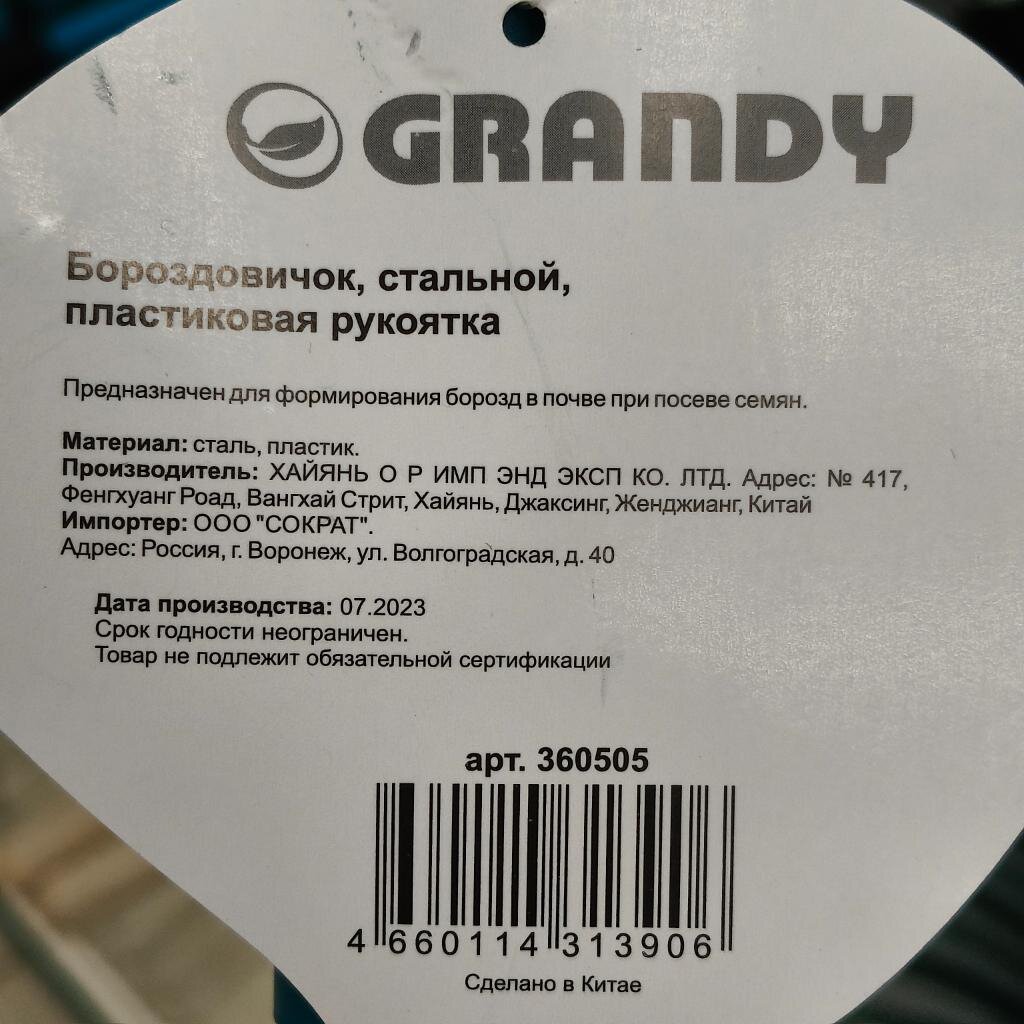 GRANDY
Бороздовичок, стальной,
пластиковая рукоятка
Предназначен для формирования борозд в почве при посеве семян.
Материал: сталь, пластик.
Производитель: ХАЙЯНЬ О Р ИМП ЭНД ЭКСП КО. ЛТД. Адрес: № 417,
Фенгхуанг Роад, Вангхай Стрит, Хайянь, Джаксинг, Женджианг, Китай
Импортер: ООО "СОКРАТ".
Адрес: Россия, г. Воронеж, ул. Волгоградская, д. 40
Дата производства: 07.2023
Срок годности неограничен.
Товар не подлежит обязательной сертификации
арт. 360505
4 660114 313906
Сделано в Китае